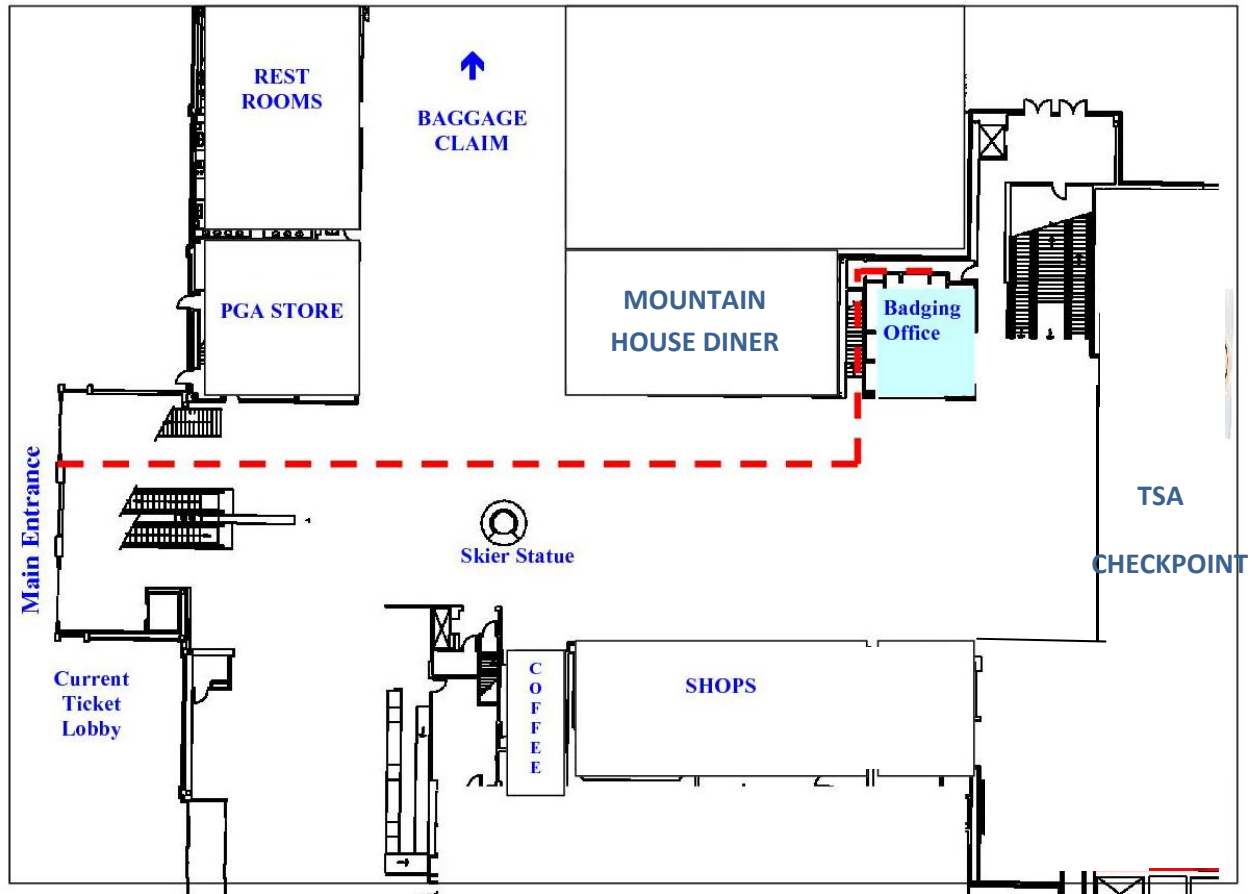 REST
ROOMS
BAGGAGE
CLAIM
PGA STORE
MOUNTAIN
HOUSE DINER
Badging
Office
Main Entrance
Skier Statue
TSA
CHECKPOINT
Current
Ticket
Lobby
COFFEE
SHOPS